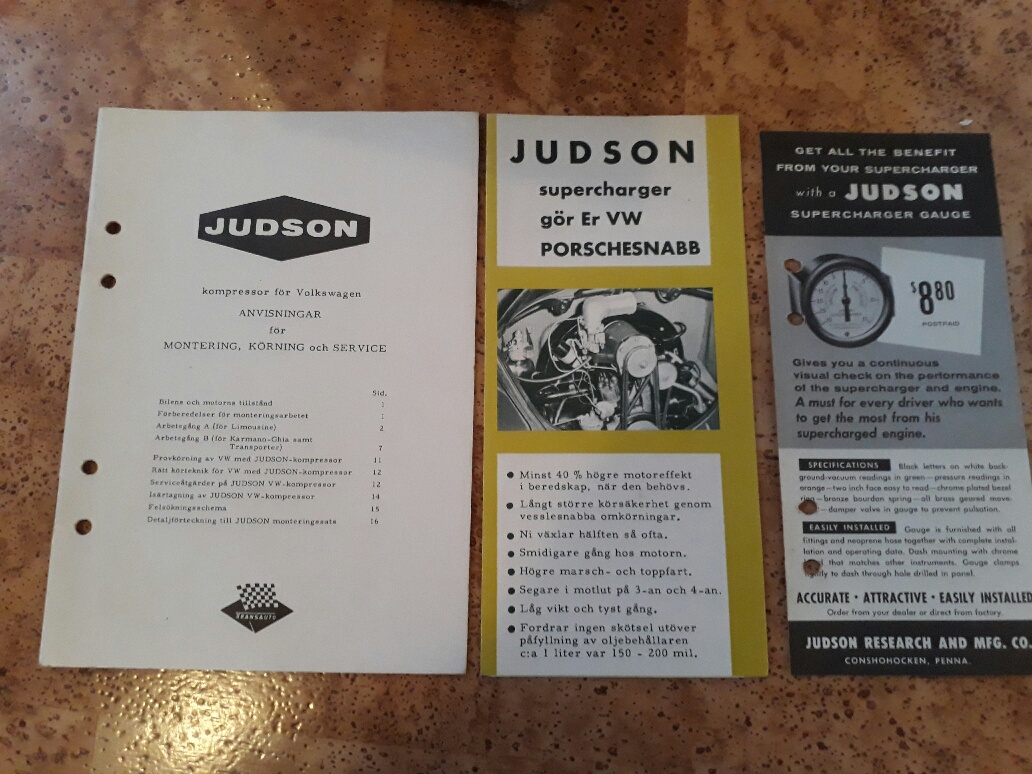 JUDSON
kompressor för Volkswagen
ANVISNINGAR
för
MONTERING, KÖRNING och SERVICE
Sid.
Bilens och motorns tillstånd 1
Förberedelser för monteringsarbetet 1
Arbetsgång A (för Limousine) 2
Arbetsgång B (för Karmann-Ghia samt
Transporter) 7
Provkörning av VW med JUDSON-kompressor 11
Rätt körteknik för VW med JUDSON-kompressor 12
Serviceåtgärder på JUDSON VW-kompressor 12
Isärtagning av JUDSON VW-kompressor 14
Felsökningsschema 15
Detaljförteckning till JUDSON monteringssats 16
TRANSAUTO
JUDSON
supercharger
gör Er VW
PORSCHESNABB
Minst 40 % högre motoreffekt
i beredskap, när den behövs.
Långt större körsäkerhet genom
vesslesnabba omkörningar.
Ni växlar hälften så ofta.
Smidigare gång hos motorn.
Högre marsch- och toppfart.
Segare i motlut på 3-an och 4-an.
Låg vikt och tyst gång.
Fordrar ingen skötsel utöver
påfyllning av oljebehållaren
c:a 1 liter var 150 - 200 mil.
GET ALL THE BENEFIT
FROM YOUR SUPERCHARGER
with a JUDSON
SUPERCHARGER GAUGE
$8.80
POSTPAID
Gives you a continuous
visual check on the performance
of the supercharger and engine.
A must for every driver who wants
to get the most from his
supercharged engine.
SPECIFICATIONS Black letters on white back-
ground-vacuum readings in green—pressure readings in
orange—two inch face easy to read—chrome plated bezel
ring—bronze bourdon spring—all brass geared move-
—damper valve in gauge to prevent pulsation.
EASILY INSTALLED Gauge is furnished with all
fittings and neoprene hose together with complete instal-
lation and operating data. Dash mounting with chrome
that matches other instruments. Gauge clamps
to dash through hole drilled in panel.
ACCURATE • ATTRACTIVE • EASILY INSTALLED
Order from your dealer or direct from factory.
JUDSON RESEARCH AND MFG. CO.
CONSHOHOCKEN, PENNA.